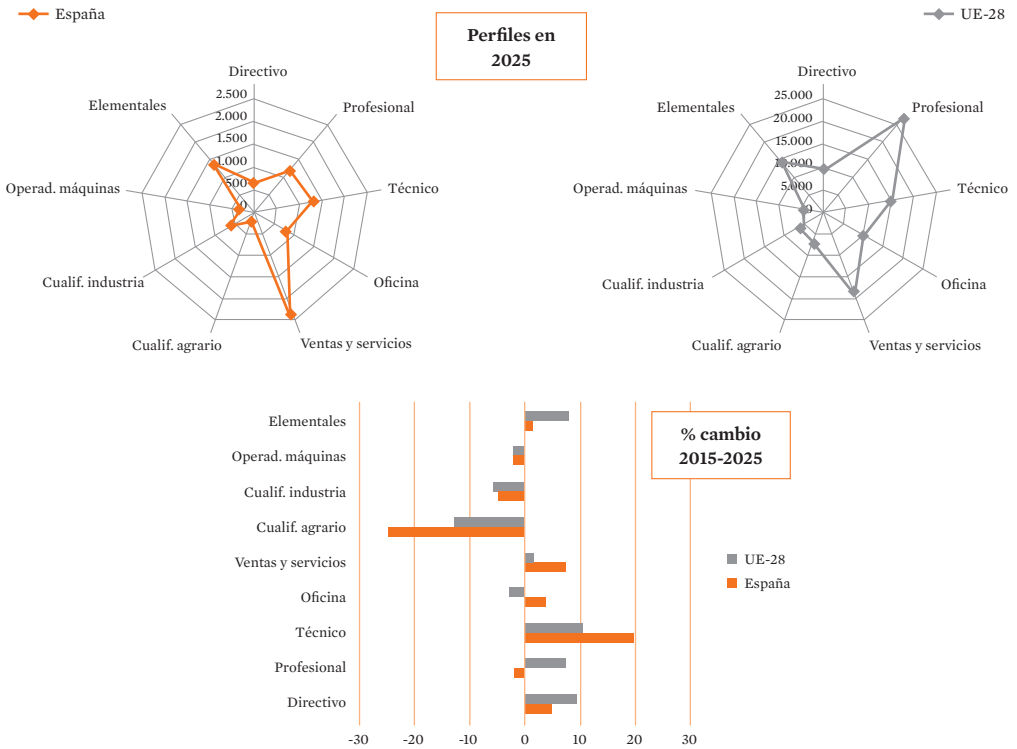 España
Perfiles en
2025
UE-28
Directivo
Profesional
Técnico
Oficina
Ventas y servicios
Cualif. agrario
Cualif. industria
Operad. máquinas
Elementales
2.500
2.000
1.500
1.000
500
0
Directivo
Profesional
Técnico
Oficina
Ventas y servicios
Cualif. agrario
Cualif. industria
Operad. máquinas
Elementales
25.000
20.000
15.000
10.000
5.000
0
% cambio
2015-2025
Elementales
Operad. máquinas
Cualif. industria
Cualif. agrario
Ventas y servicios
Oficina
Técnico
Profesional
Directivo
UE-28
España
-30
-20
-10
0
10
20
30